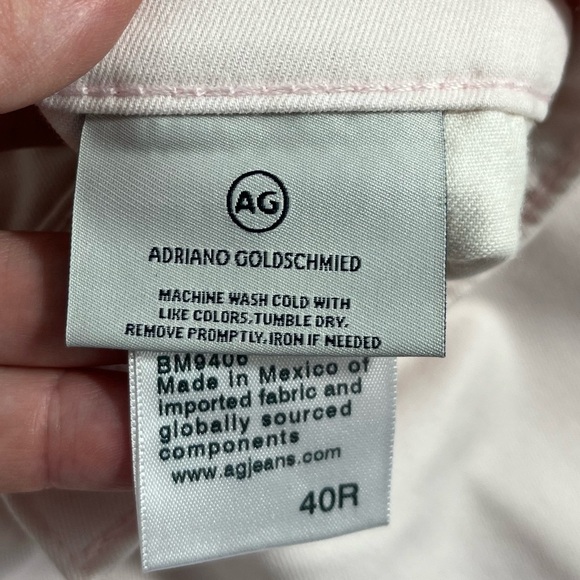 AG
ADRIANO GOLDSCHMIED
MACHINE WASH COLD WITH
LIKE COLORS. TUMBLE DRY.
REMOVE PROMPTLY. IRON IF NEEDED
BM9406
Made in Mexico of
imported fabric and
globally sourced
components
www.agjeans.com
40R